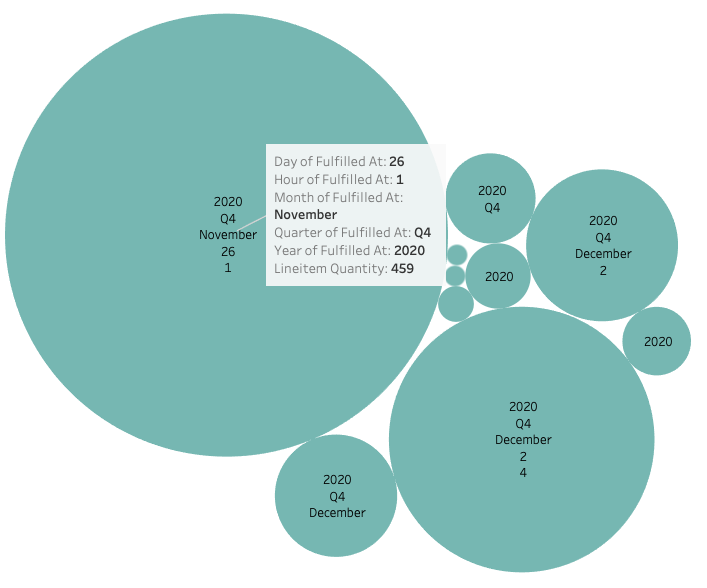 2020
Q4
November
26
1
Day of Fulfilled At: 26
Hour of Fulfilled At: 1
Month of Fulfilled At:
November
Quarter of Fulfilled At: Q4
Year of Fulfilled At: 2020
Lineitem Quantity: 459
2020
Q4
2020
Q4
December
2
2020
2020
2020
Q4
December
2
4
2020
Q4
December